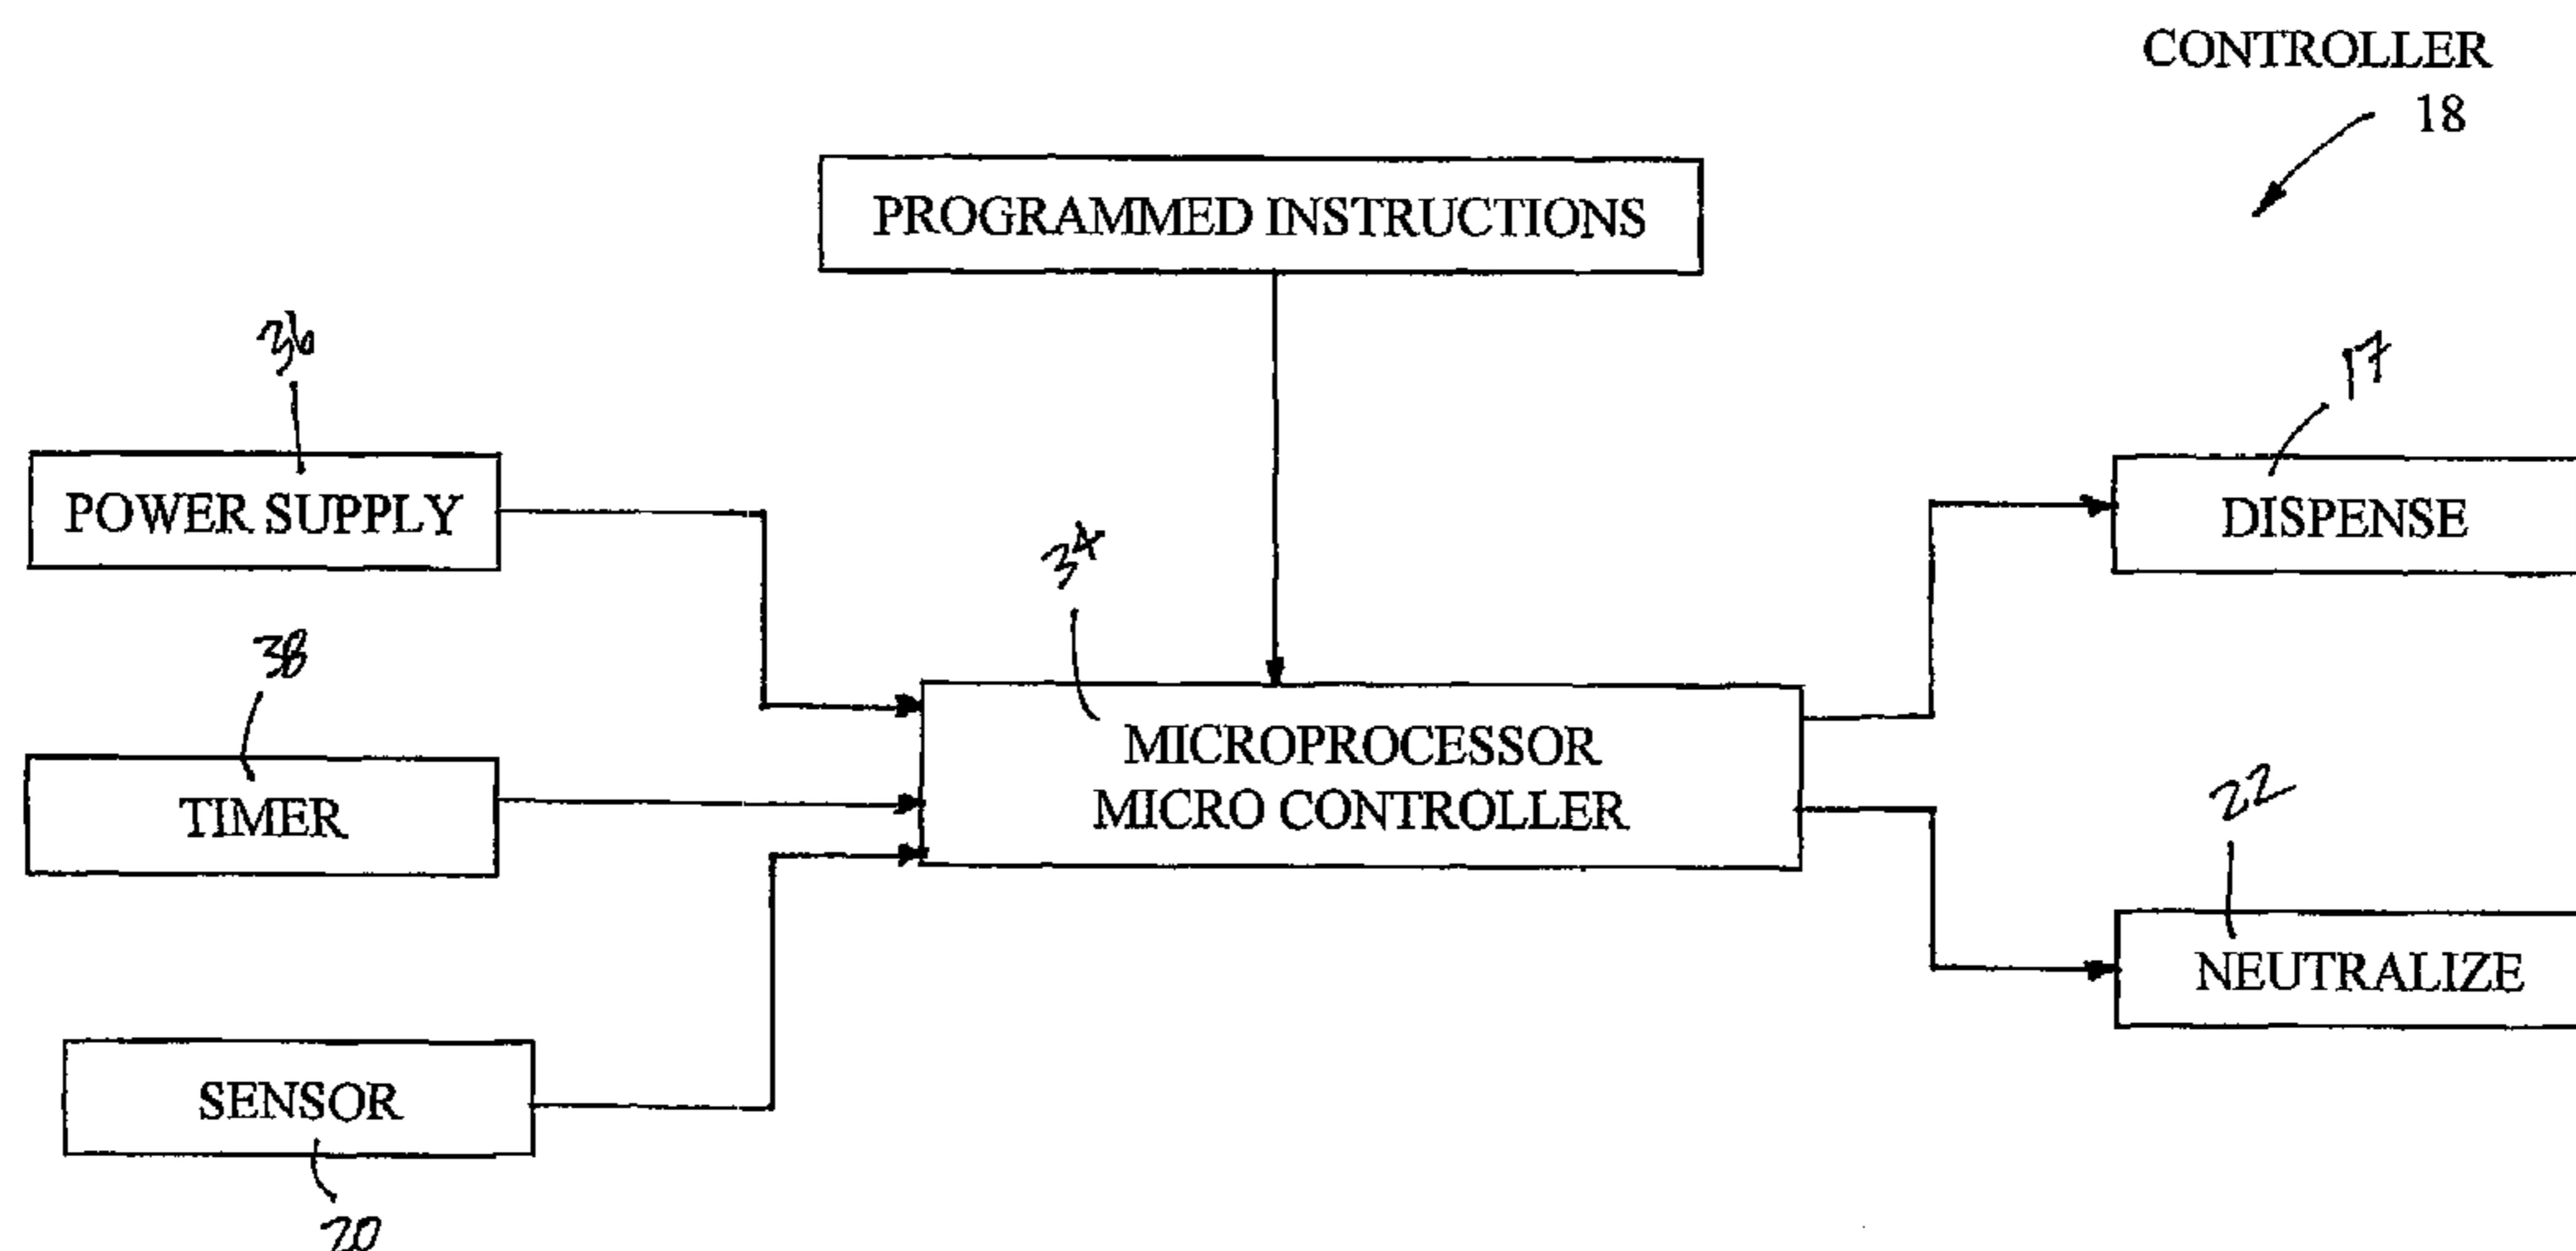 CONTROLLER
18
PROGRAMMED INSTRUCTIONS
36
POWER SUPPLY
17
DISPENSE
34
38
TIMER
MICROPROCESSOR
MICRO CONTROLLER
22
NEUTRALIZE
SENSOR
20